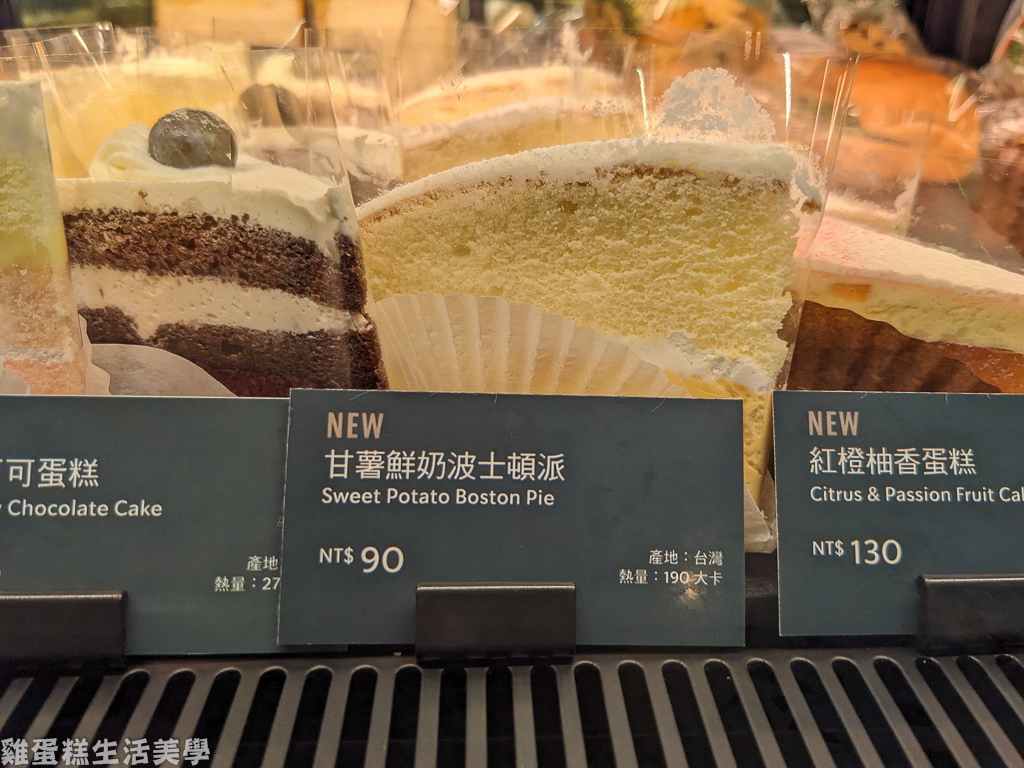 可蛋糕
Chocolate Cake
產地
熱量：27
NEW
甘薯鮮奶波士頓派
Sweet Potato Boston Pie
NT$ 90
產地：台灣
熱量：190 大卡
NEW
紅橙柚香蛋糕
Citrus & Passion Fruit Ca
NT$ 130
雞蛋糕生活美學